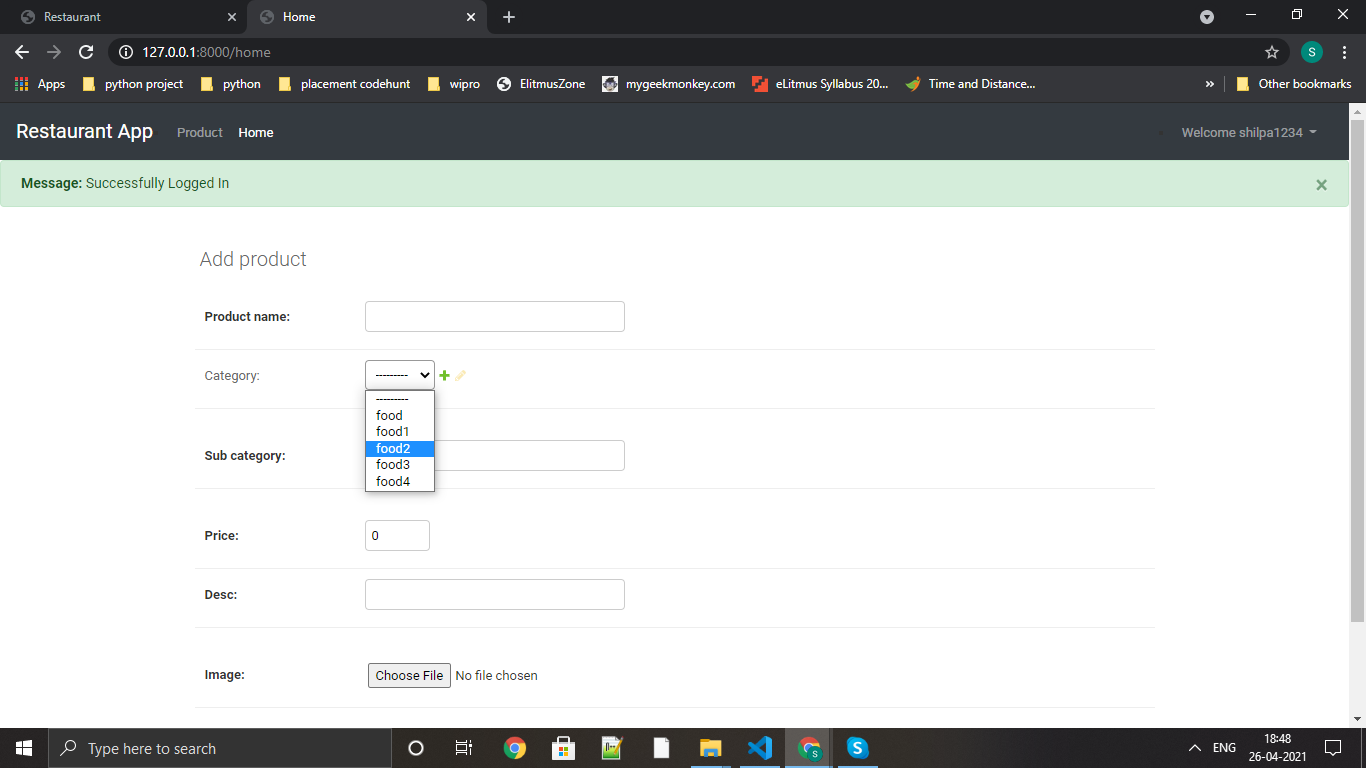 Restaurant
Home
127.0.0.1:8000/home
S
Apps
python project
python
placement codehunt
wipro
ElitmusZone
mygeekmonkey.com
eLitmus Syllabus 20...
Time and Distance...
»
Other bookmarks
Restaurant App
Product
Home
Welcome shilpa1234
Message: Successfully Logged In
×
Add product
Product name:
Category:
---------
---------
food
food1
food2
food3
food4
Sub category:
Price:
0
Desc:
Image:
Choose File
No file chosen
Type here to search
S
S
ENG
18:48
26-04-2021